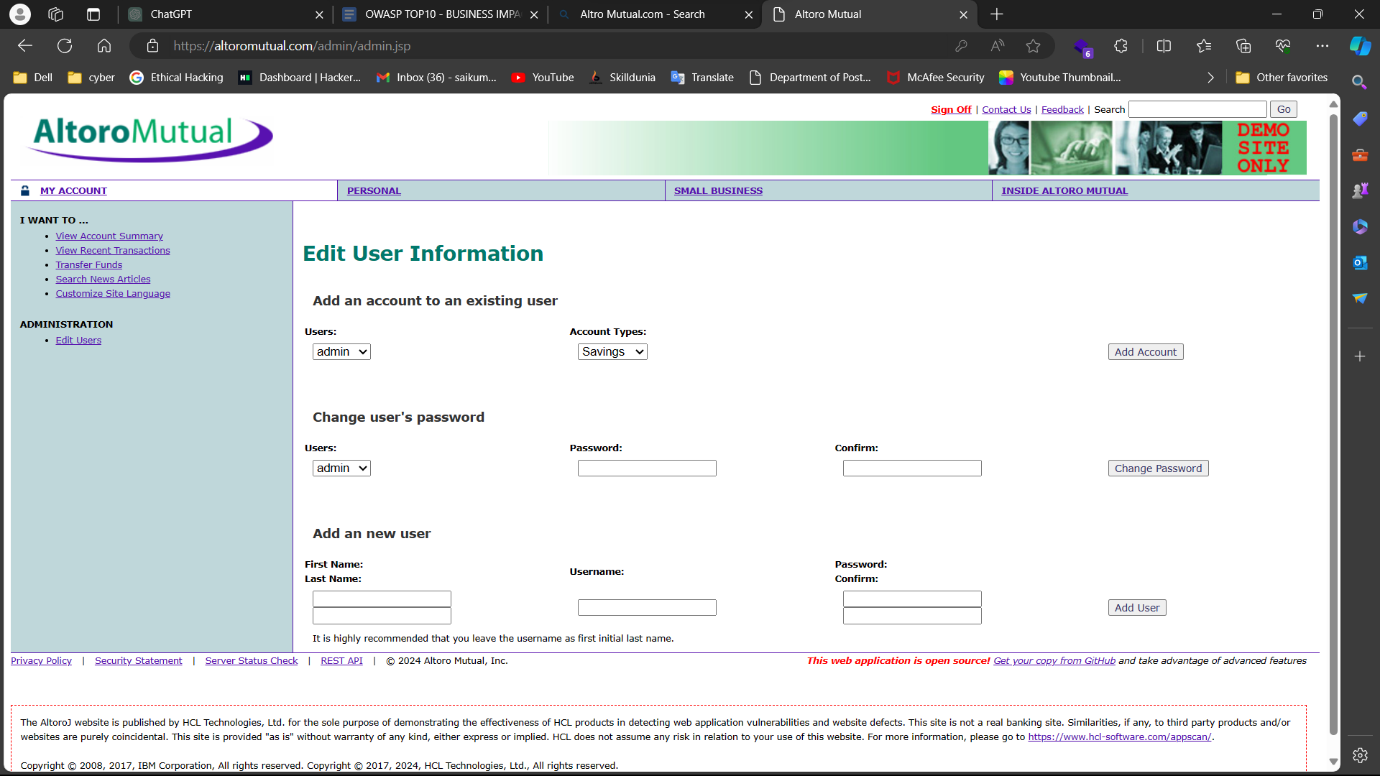 ChatGPT
OWASP TOP10 - BUSINESS IMPA
Altro Mutual.com - Search
Altoro Mutual
https://altoromutual.com/admin/admin.jsp
6
Dell
cyber
Ethical Hacking
Dashboard | Hacker...
Inbox (36) - saikum...
YouTube
Skilldunia
Translate
Department of Post...
McAfee Security
Youtube Thumbnail...
Other favorites
Sign Off | Contact Us | Feedback | Search
Go
AltoroMutual
DEMO
SITE
ONLY
MY ACCOUNT
PERSONAL
SMALL BUSINESS
INSIDE ALTORO MUTUAL
I WANT TO ...
View Account Summary
View Recent Transactions
Transfer Funds
Search News Articles
Customize Site Language
ADMINISTRATION
Edit Users
Edit User Information
Add an account to an existing user
Users:
Account Types:
admin
Savings
Add Account
Change user's password
Users:
Password:
Confirm:
admin
Change Password
Add an new user
First Name:
Last Name:
Username:
Password:
Confirm:
Add User
It is highly recommended that you leave the username as first initial last name.
Privacy Policy | Security Statement | Server Status Check | REST API | © 2024 Altoro Mutual, Inc.
This web application is open source! Get your copy from GitHub and take advantage of advanced features
The AltoroJ website is published by HCL Technologies, Ltd. for the sole purpose of demonstrating the effectiveness of HCL products in detecting web application vulnerabilities and website defects. This site is not a real banking site. Similarities, if any, to third party products and/or
websites are purely coincidental. This site is provided "as is" without warranty of any kind, either express or implied. HCL does not assume any risk in relation to your use of this website. For more information, please go to https://www.hcl-software.com/appscan/.
Copyright © 2008, 2017, IBM Corporation, All rights reserved. Copyright © 2017, 2024, HCL Technologies, Ltd., All rights reserved.